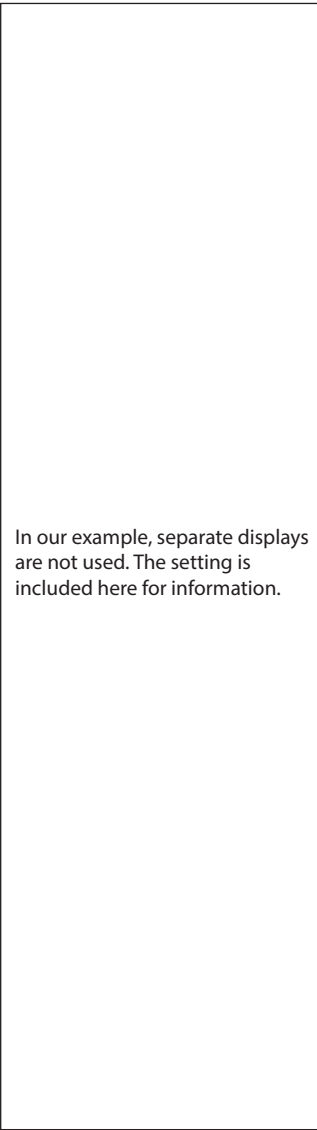 In our example, separate displays
are not used. The setting is
included here for information.